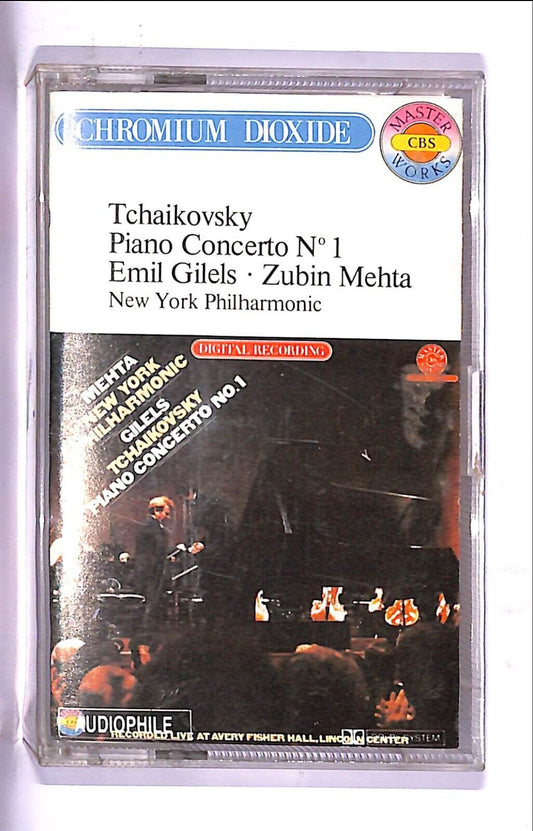 CHROMIUM DIOXIDE
MASTER
CBS
WORKS
Tchaikovsky
Piano Concerto Nº 1
Emil Gilels · Zubin Mehta
New York Philharmonic
DIGITAL RECORDING
MEHTA
NEW YORK
PHILHARMONIC
GILELS
TCHAIKOVSKY
PIANO CONCERTO NO.1
AUDIOPHILE
RECORDED LIVE AT AVERY FISHER HALL, LINCOLN CENTER
SYSTEM